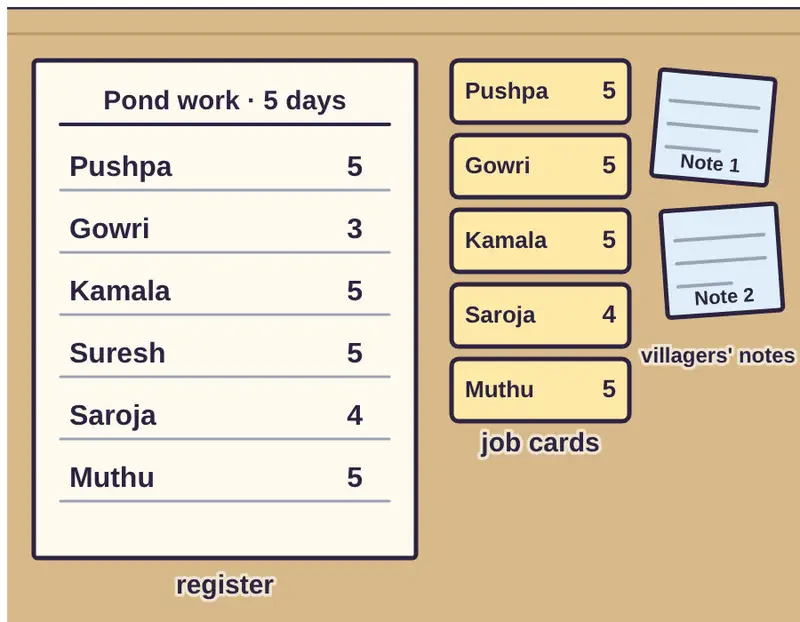 Pond work · 5 days
Pushpa 5
Gowri 3
Kamala 5
Suresh 5
Saroja 4
Muthu 5
register
Pushpa 5
Gowri 5
Kamala 5
Saroja 4
Muthu 5
job cards
Note 1
Note 2
villagers' notes